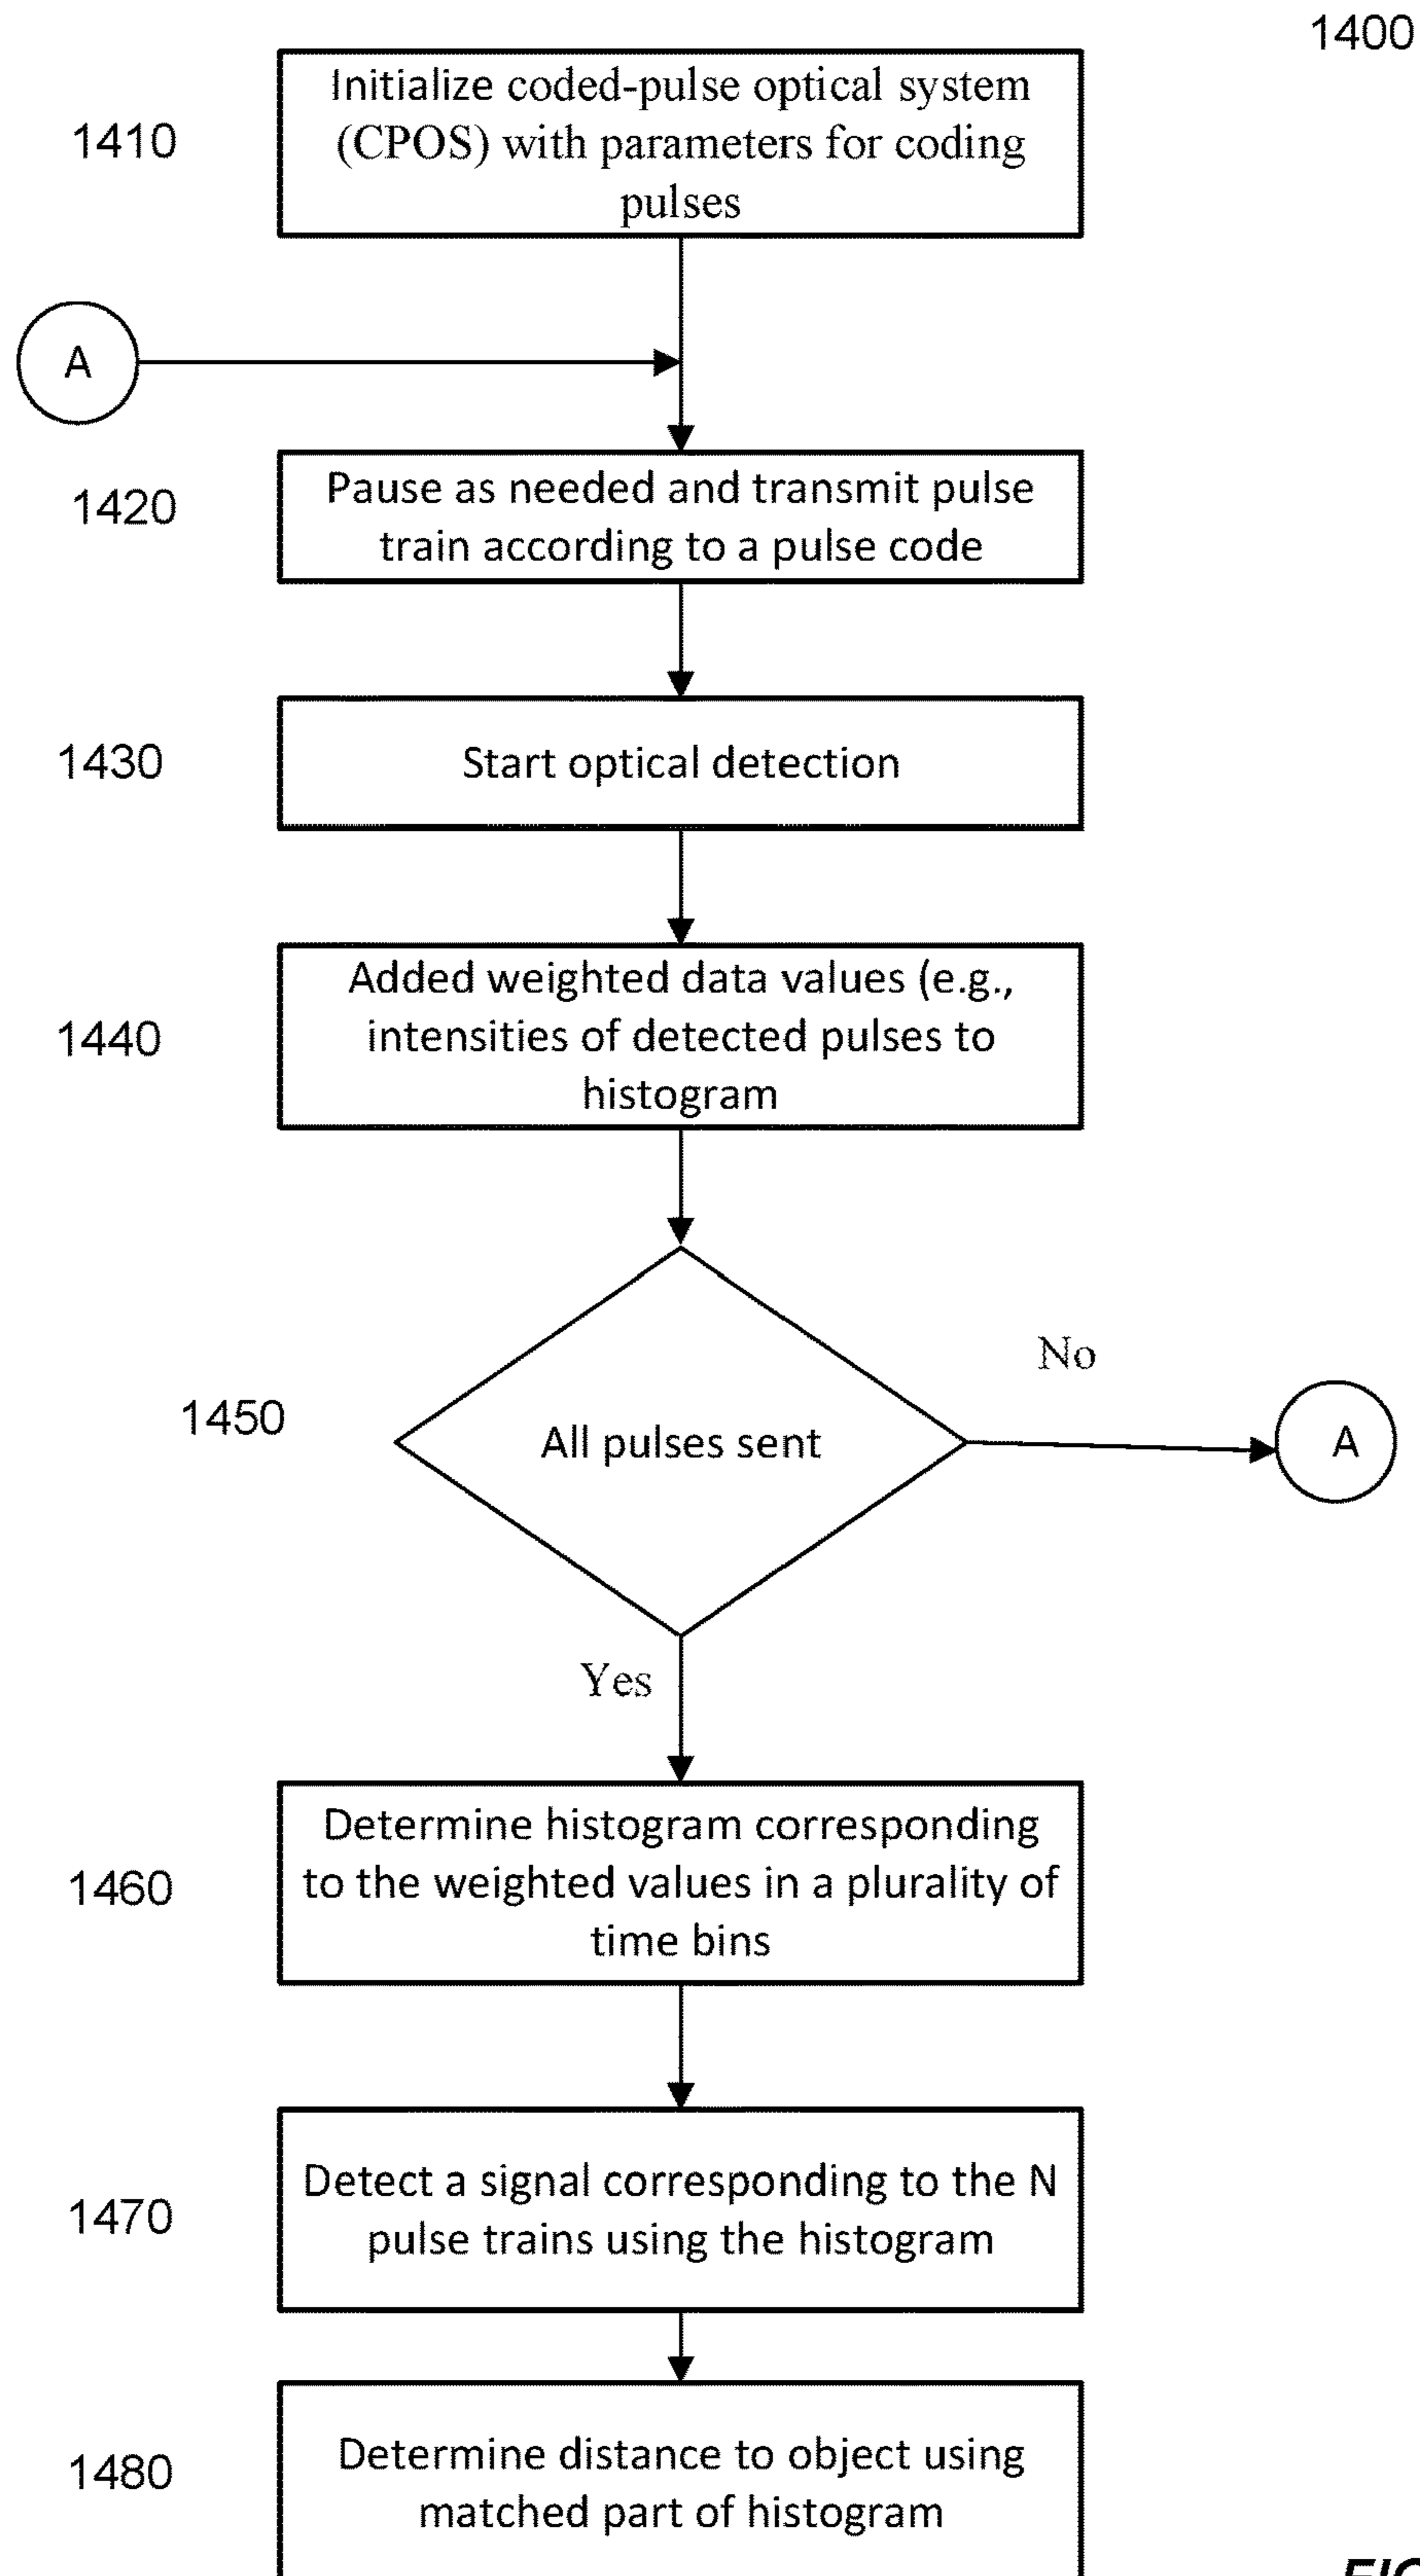 1400
1410
Initialize coded-pulse optical system
(CPOS) with parameters for coding
pulses
A
1420
Pause as needed and transmit pulse
train according to a pulse code
1430
Start optical detection
1440
Added weighted data values (e.g.,
intensities of detected pulses to
histogram
1450
All pulses sent
No
A
Yes
1460
Determine histogram corresponding
to the weighted values in a plurality of
time bins
1470
Detect a signal corresponding to the N
pulse trains using the histogram
1480
Determine distance to object using
matched part of histogram